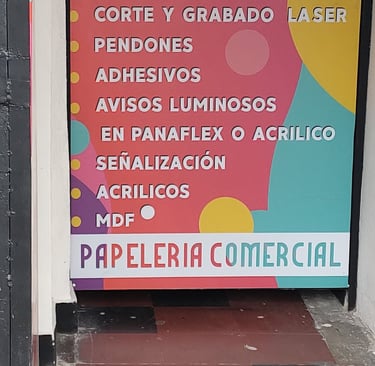 CORTE Y GRABADO LASER
PENDONES
ADHESIVOS
AVISOS LUMINOSOS
EN PANAFLEX O ACRILICO
SEÑALIZACIÓN
ACRILICOS
MDF
PAPELERIA COMERCIAL